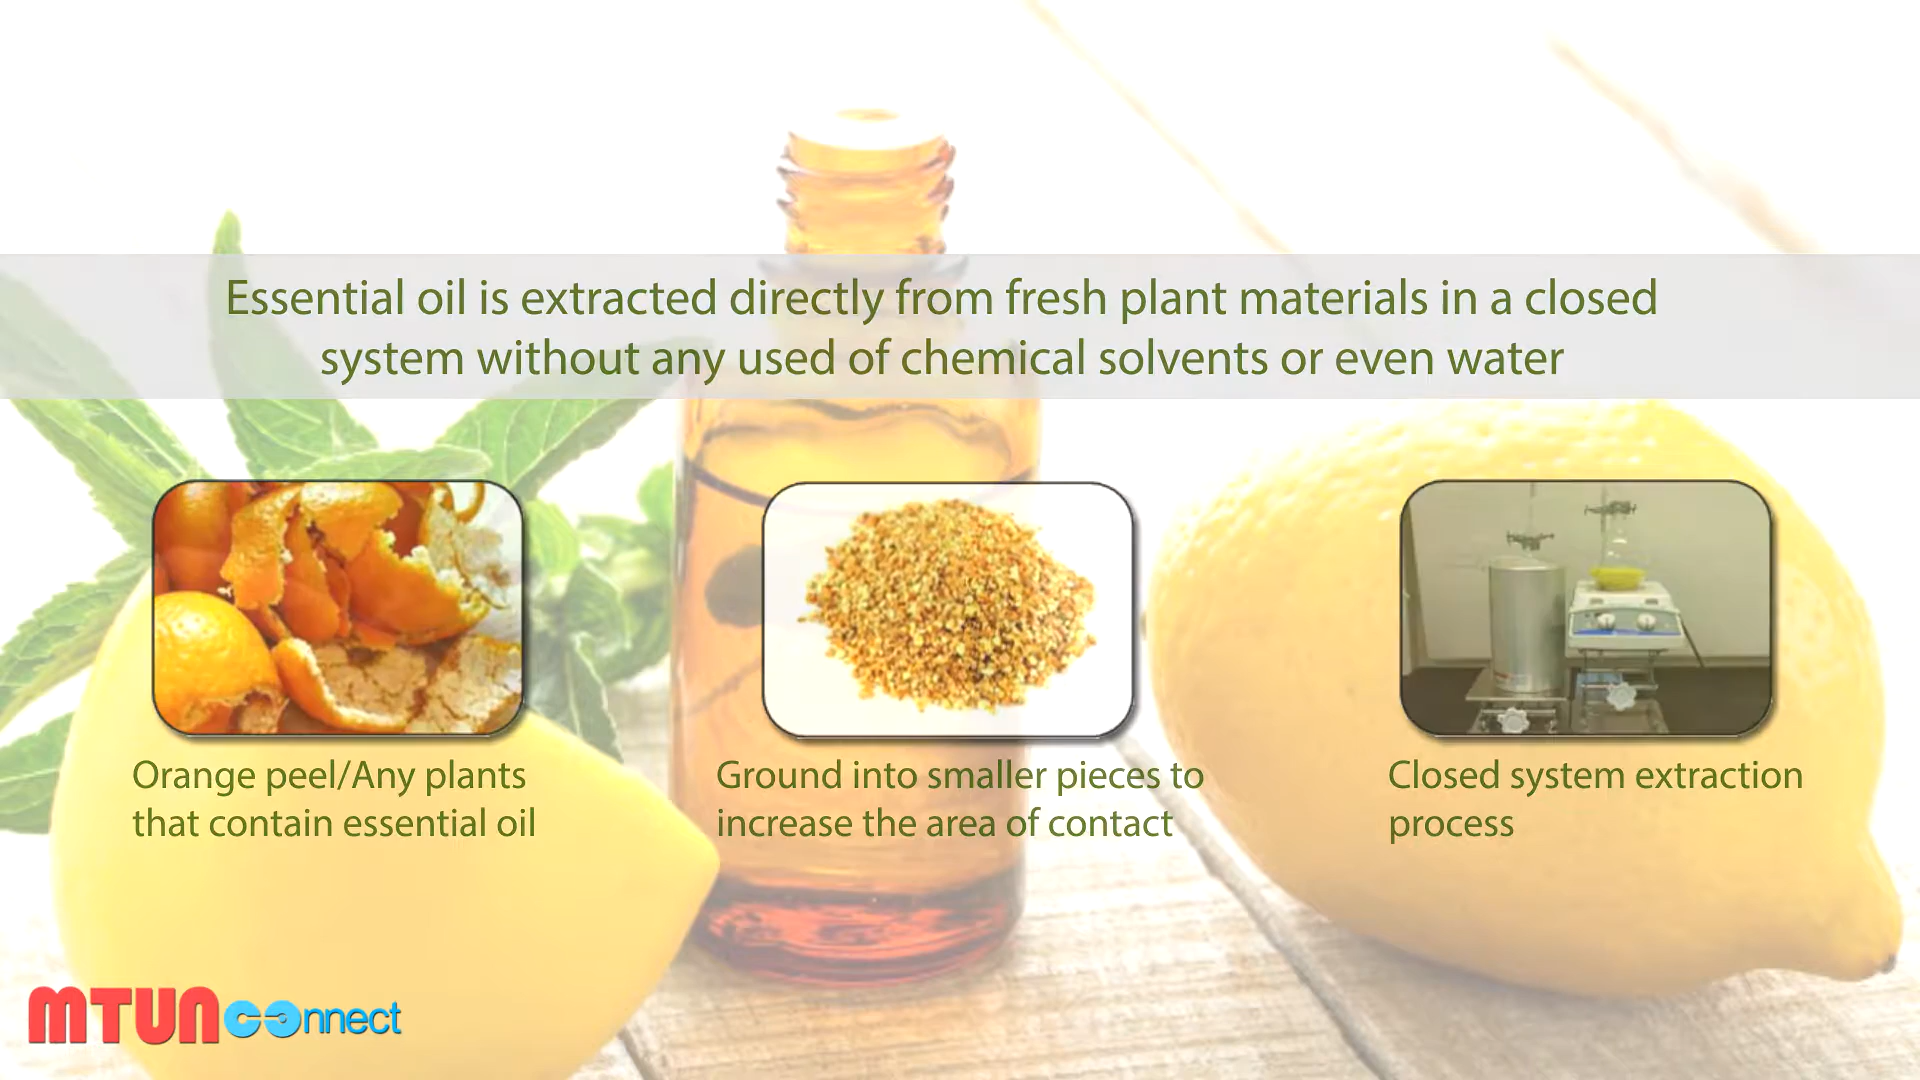 Essential oil is extracted directly from fresh plant materials in a closed
system without any used of chemical solvents or even water
Orange peel/Any plants
that contain essential oil
Ground into smaller pieces to
increase the area of contact
Closed system extraction
process
MTUNconnect